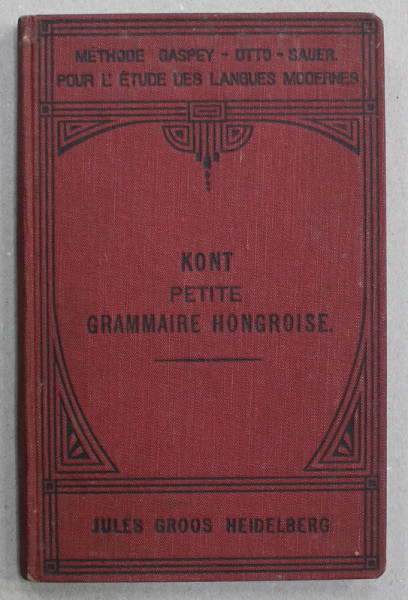 MÉTHODE GASPEY - OTTO - SAUER.
POUR L'ÉTUDE DES LANGUES MODERNES
KONT
PETITE
GRAMMAIRE HONGROISE.
JULES GROOS HEIDELBERG